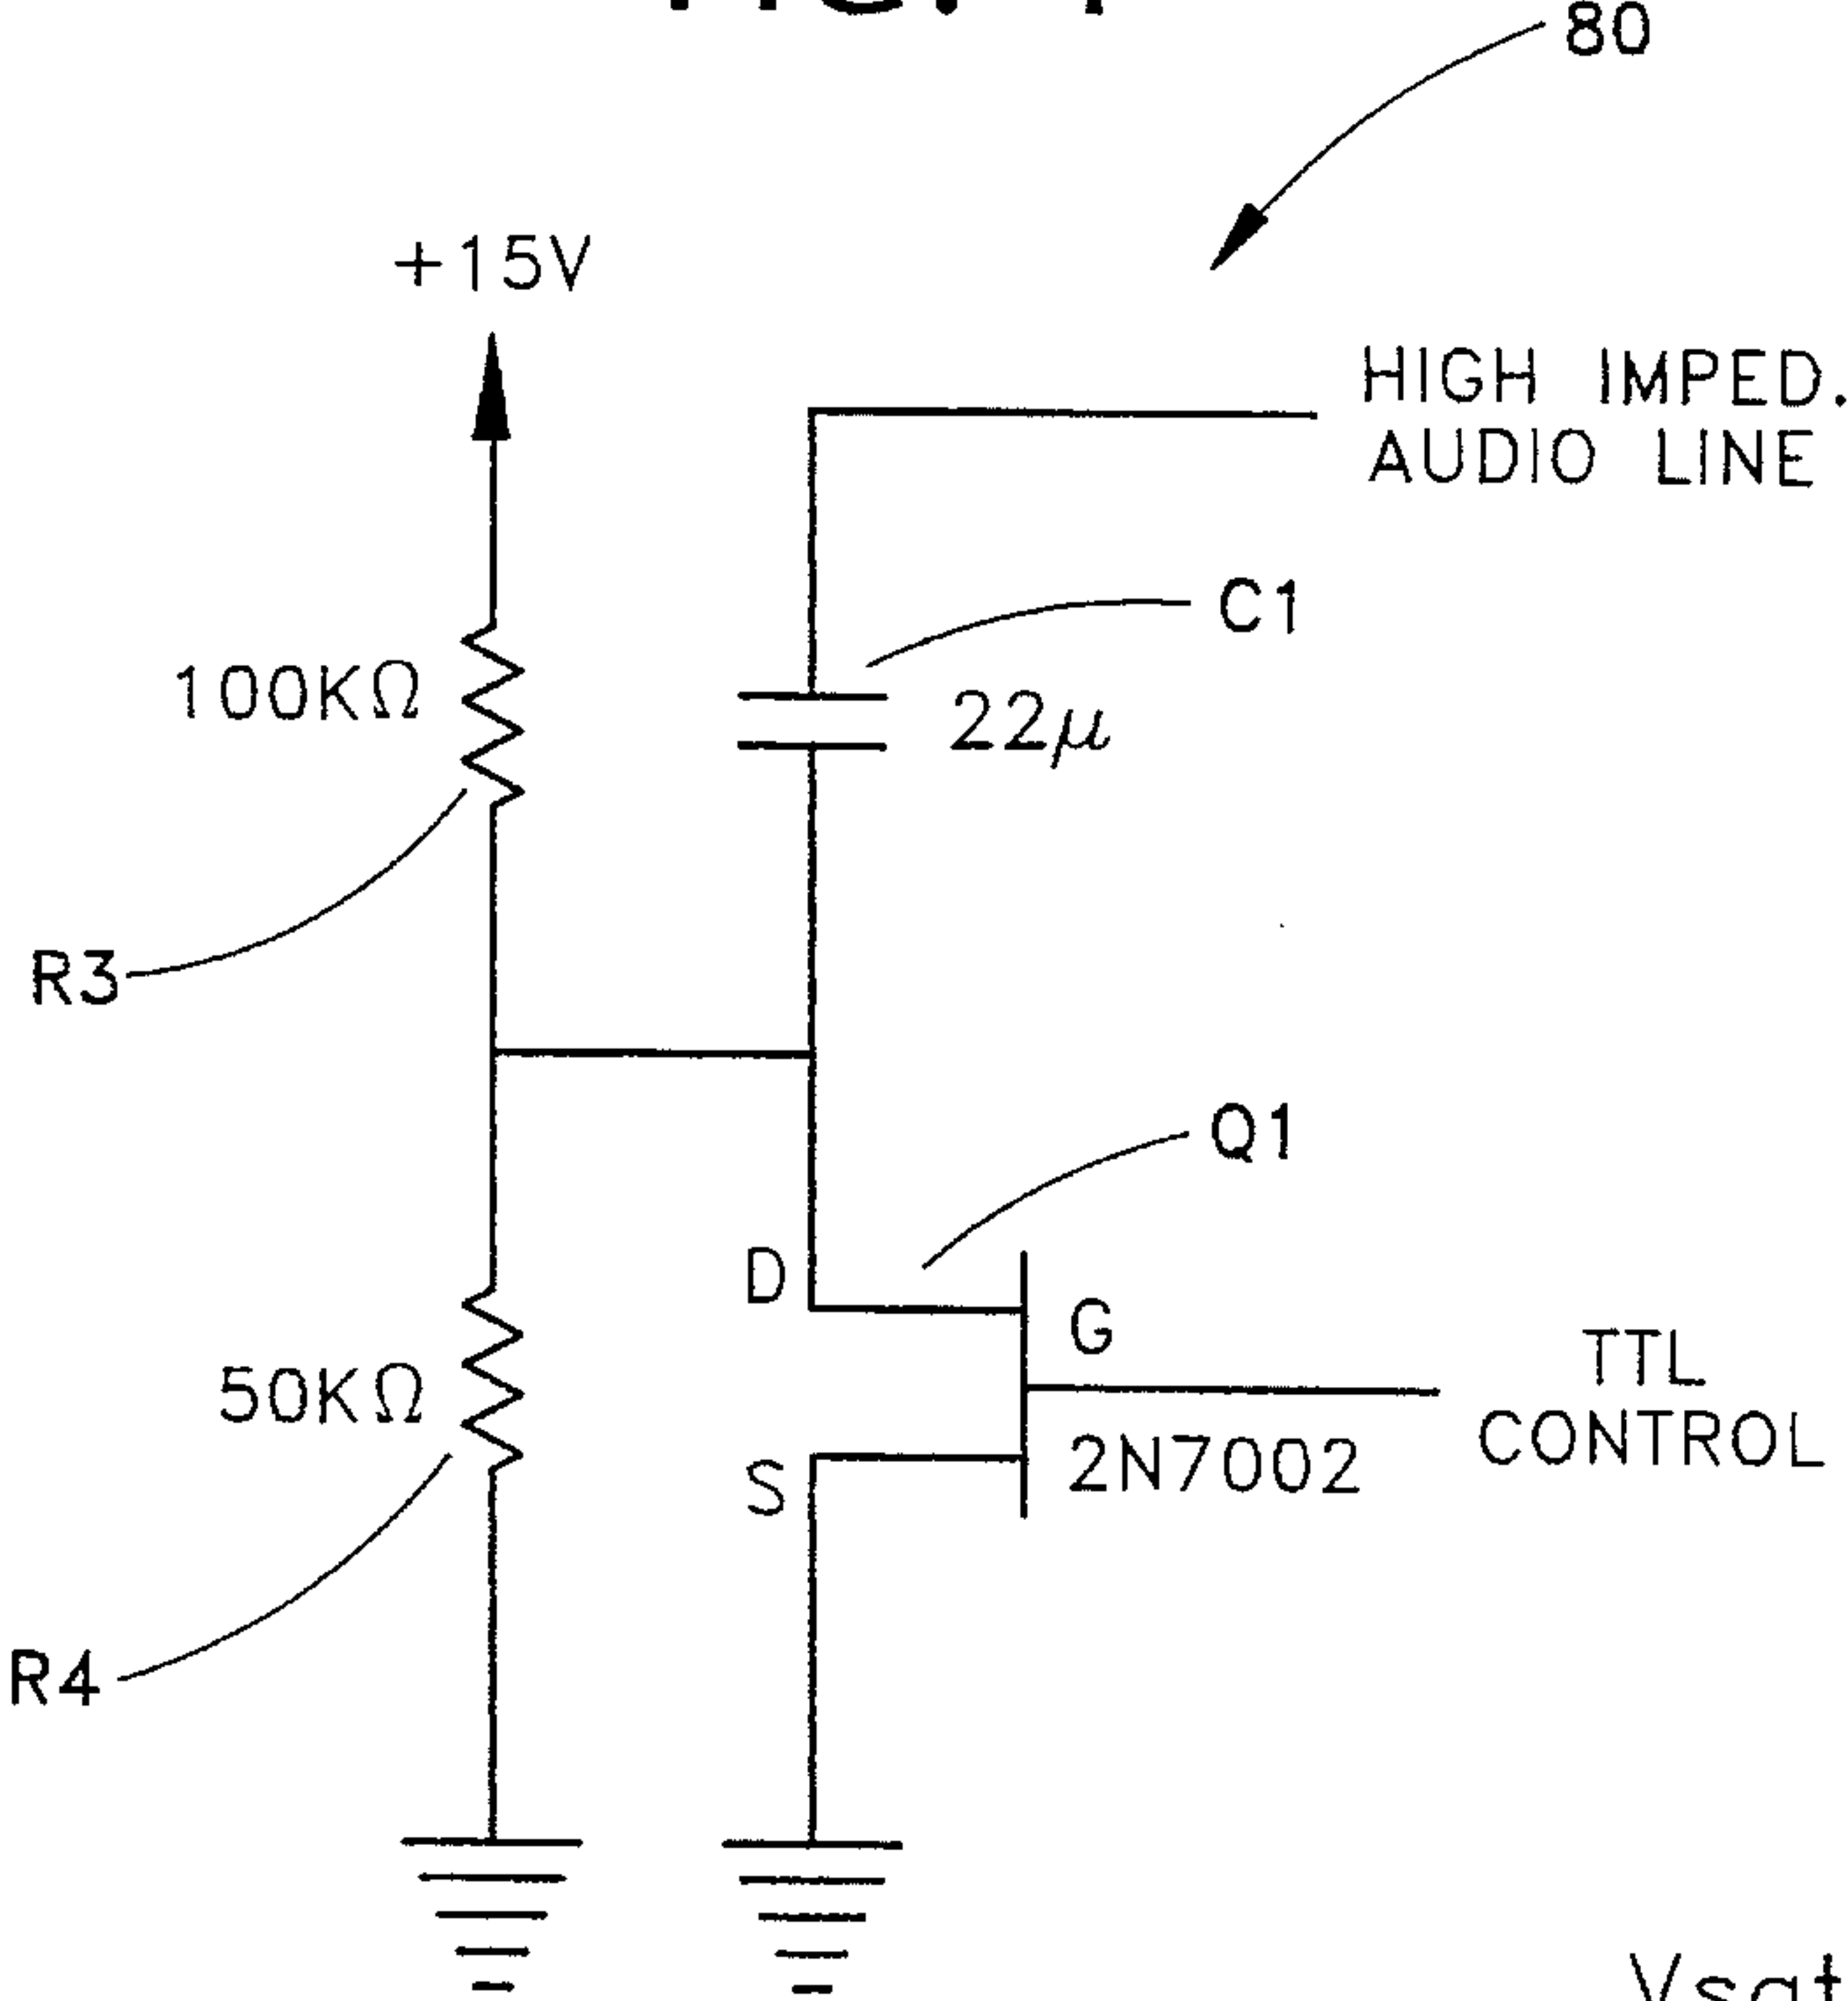 80
+15V
HIGH IMPED.
AUDIO LINE
C1
100KΩ
22μ
R3
Q1
D
G
TTL
CONTROL
50KΩ
S
2N7002
R4